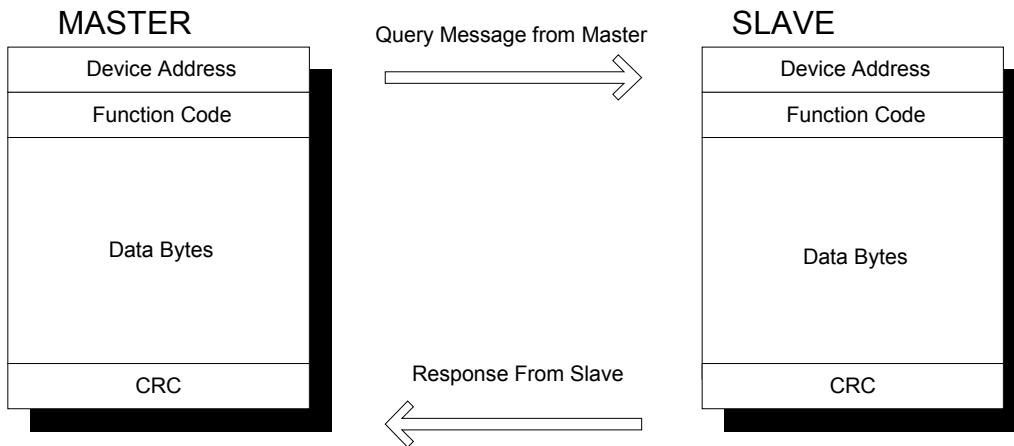 MASTER
Device Address
Function Code
Data Bytes
CRC
Query Message from Master
Response From Slave
SLAVE
Device Address
Function Code
Data Bytes
CRC